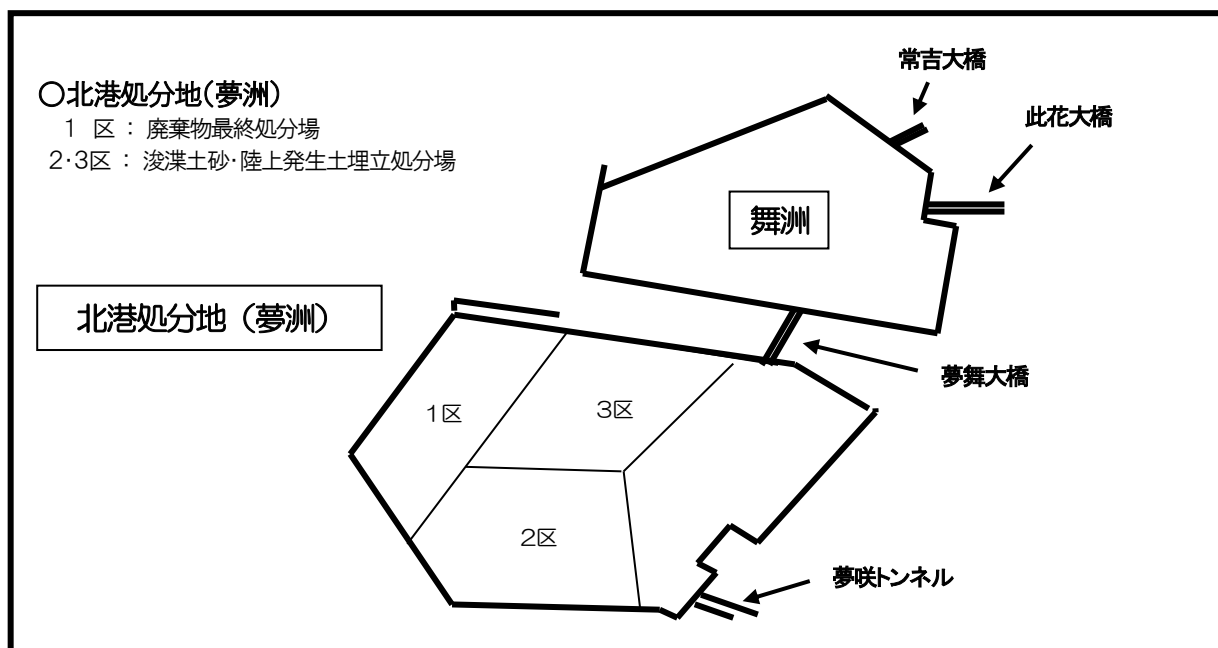 ○北港処分地(夢洲)
1 区 : 廃棄物最終処分場
2・3区 : 浚渫土砂・陸上発生土埋立処分場
常吉大橋
此花大橋
舞洲
北港処分地 (夢洲)
夢舞大橋
1区
3区
2区
夢咲トンネル